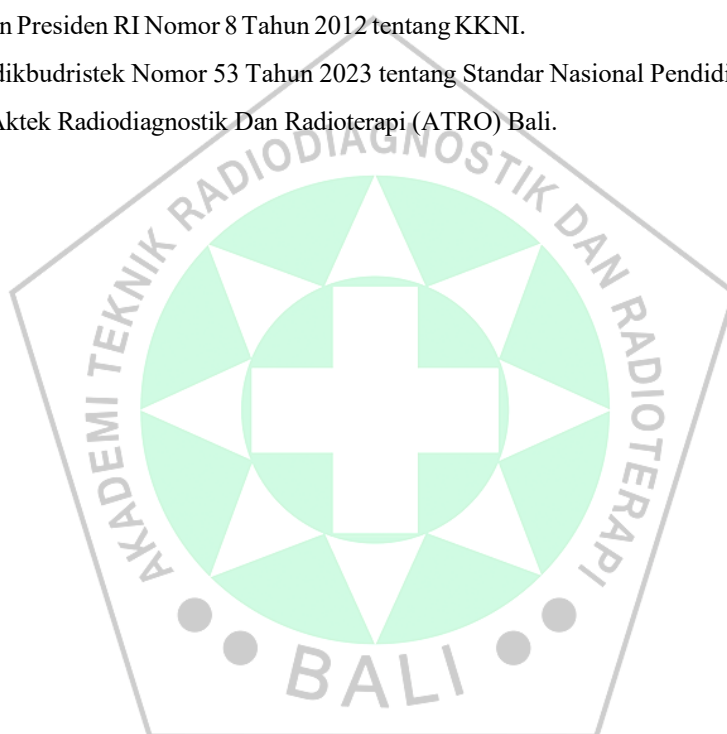 n Presiden RI Nomor 8 Tahun 2012 tentang KKNI.
dikbudristek Nomor 53 Tahun 2023 tentang Standar Nasional Pendidi
Aktek Radiodiagnostik Dan Radioterapi (ATRO) Bali.
AKADEMI TEKNIK RADIODIAGNOSTIK DAN RADIOTERAPI
BALI